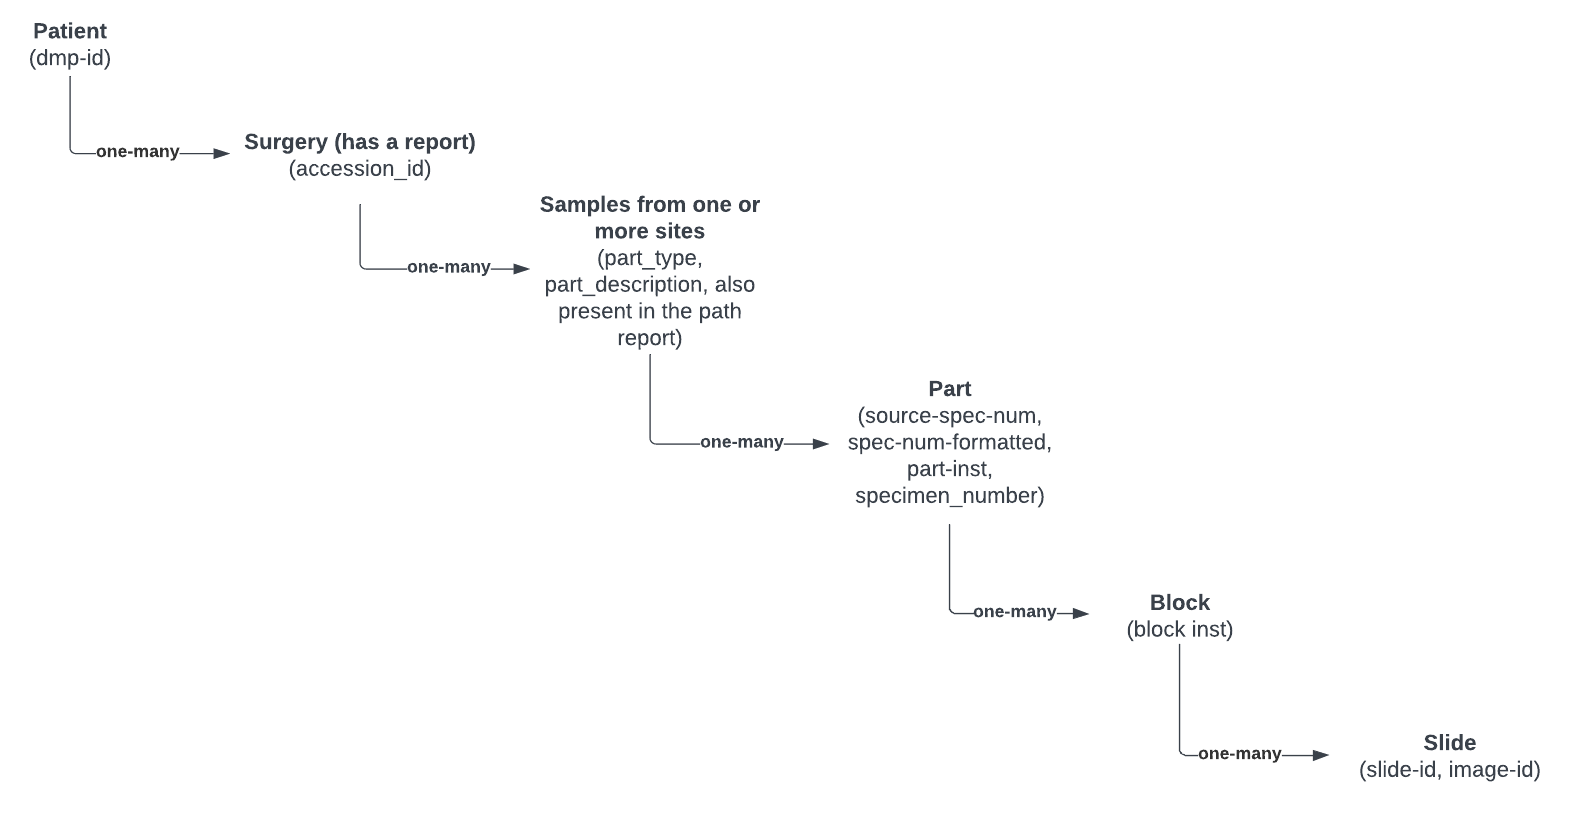 Patient
(dmp-id)
one-many
Surgery (has a report)
(accession_id)
one-many
Samples from one or
more sites
(part_type,
part_description, also
present in the path
report)
one-many
Part
(source-spec-num,
spec-num-formatted,
part-inst,
specimen_number)
one-many
Block
(block inst)
one-many
Slide
(slide-id, image-id)